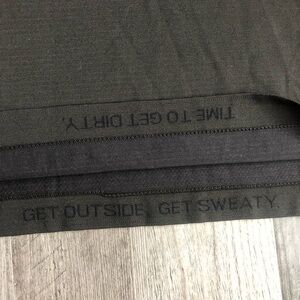 TIME TO GET DIRTY.
GET OUTSIDE. GET SWEATY.